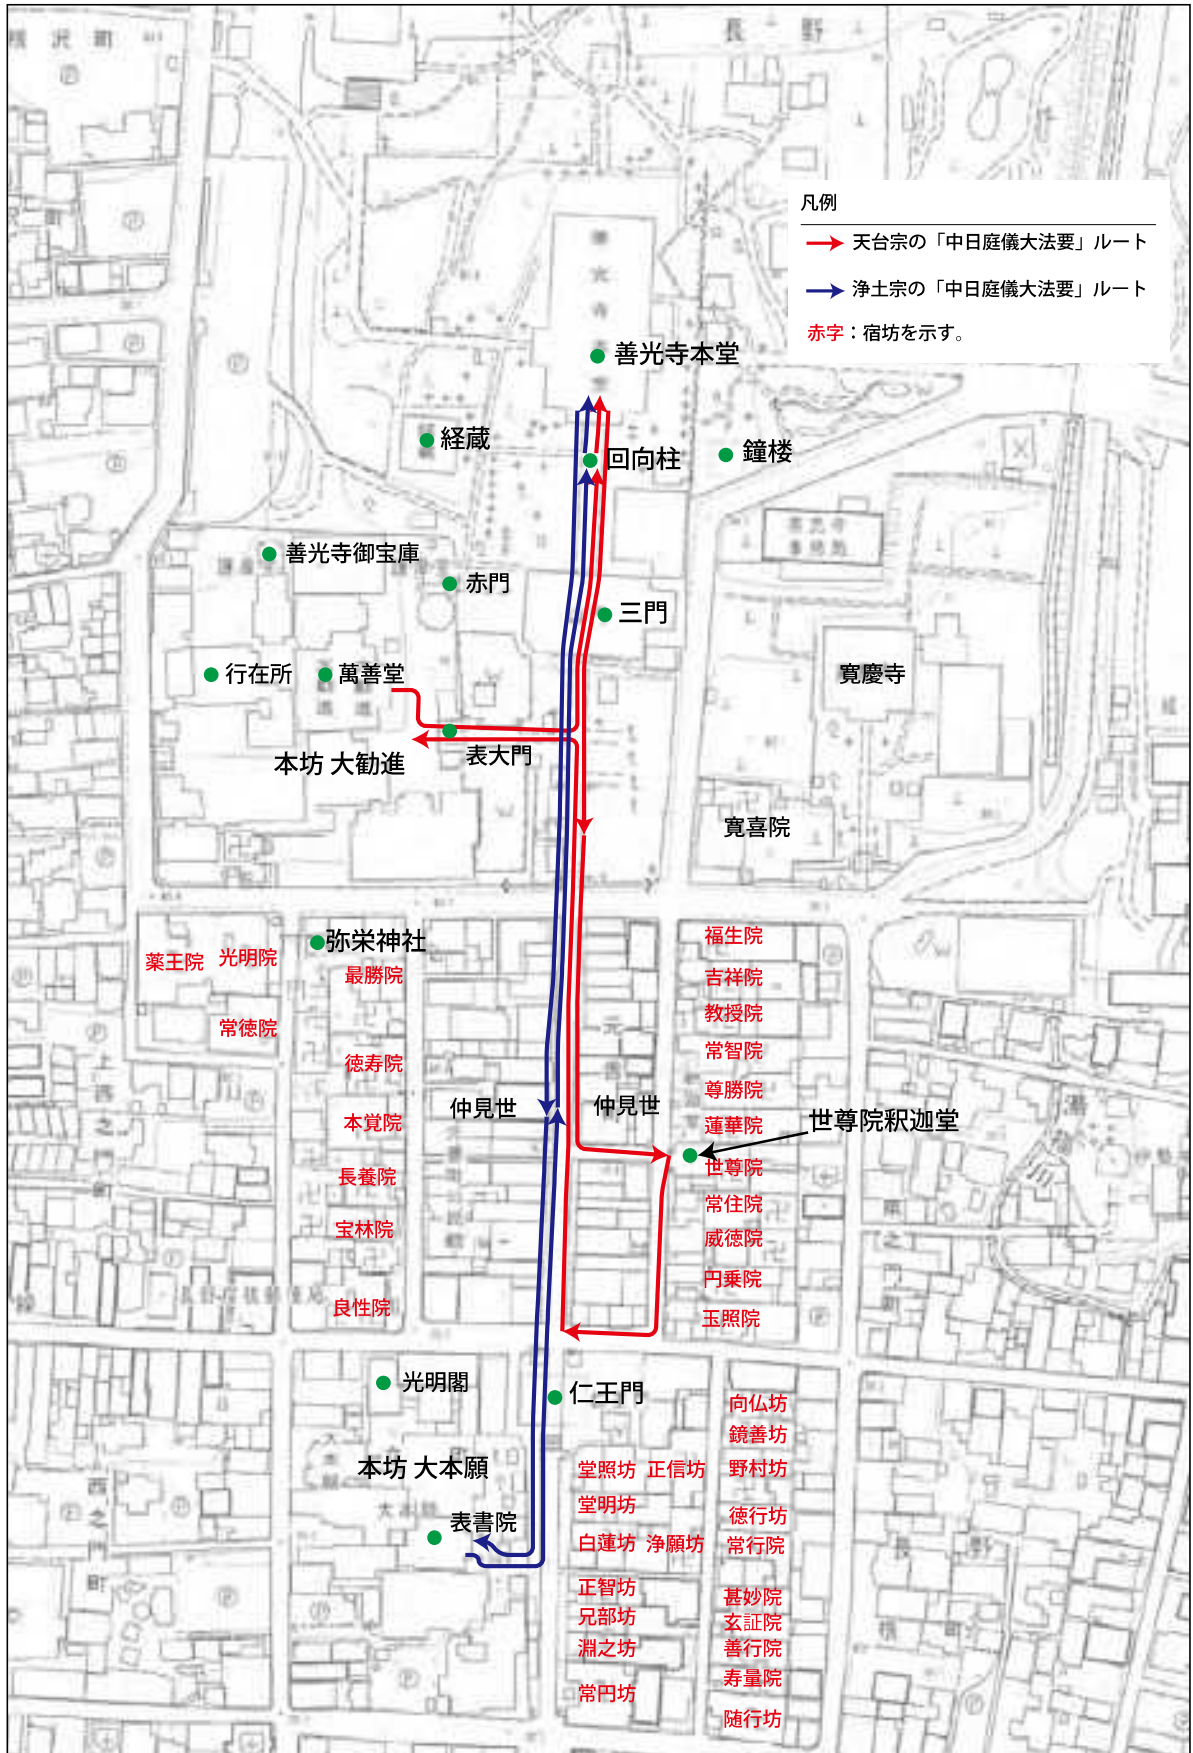 長野
凡例
天台宗の「中日庭儀大法要」ルート
浄土宗の「中日庭儀大法要」ルート
赤字：宿坊を示す。
善光寺本堂
経蔵
回向柱
鐘楼
善光寺御宝庫
赤門
三門
行在所
萬善堂
寛慶寺
表大門
本坊 大勧進
寛喜院
弥栄神社
薬王院
光明院
最勝院
常徳院
徳寿院
本覚院
長養院
宝林院
良性院
仲見世
仲見世
福生院
吉祥院
教授院
常智院
尊勝院
蓮華院
世尊院釈迦堂
世尊院
常住院
威徳院
円乗院
玉照院
光明閣
仁王門
本坊 大本願
表書院
向仏坊
鏡善坊
堂照坊
正信坊
野村坊
堂明坊
徳行坊
白蓮坊
浄願坊
常行院
正智坊
甚妙院
兄部坊
玄証院
淵之坊
善行院
寿量院
常円坊
随行坊